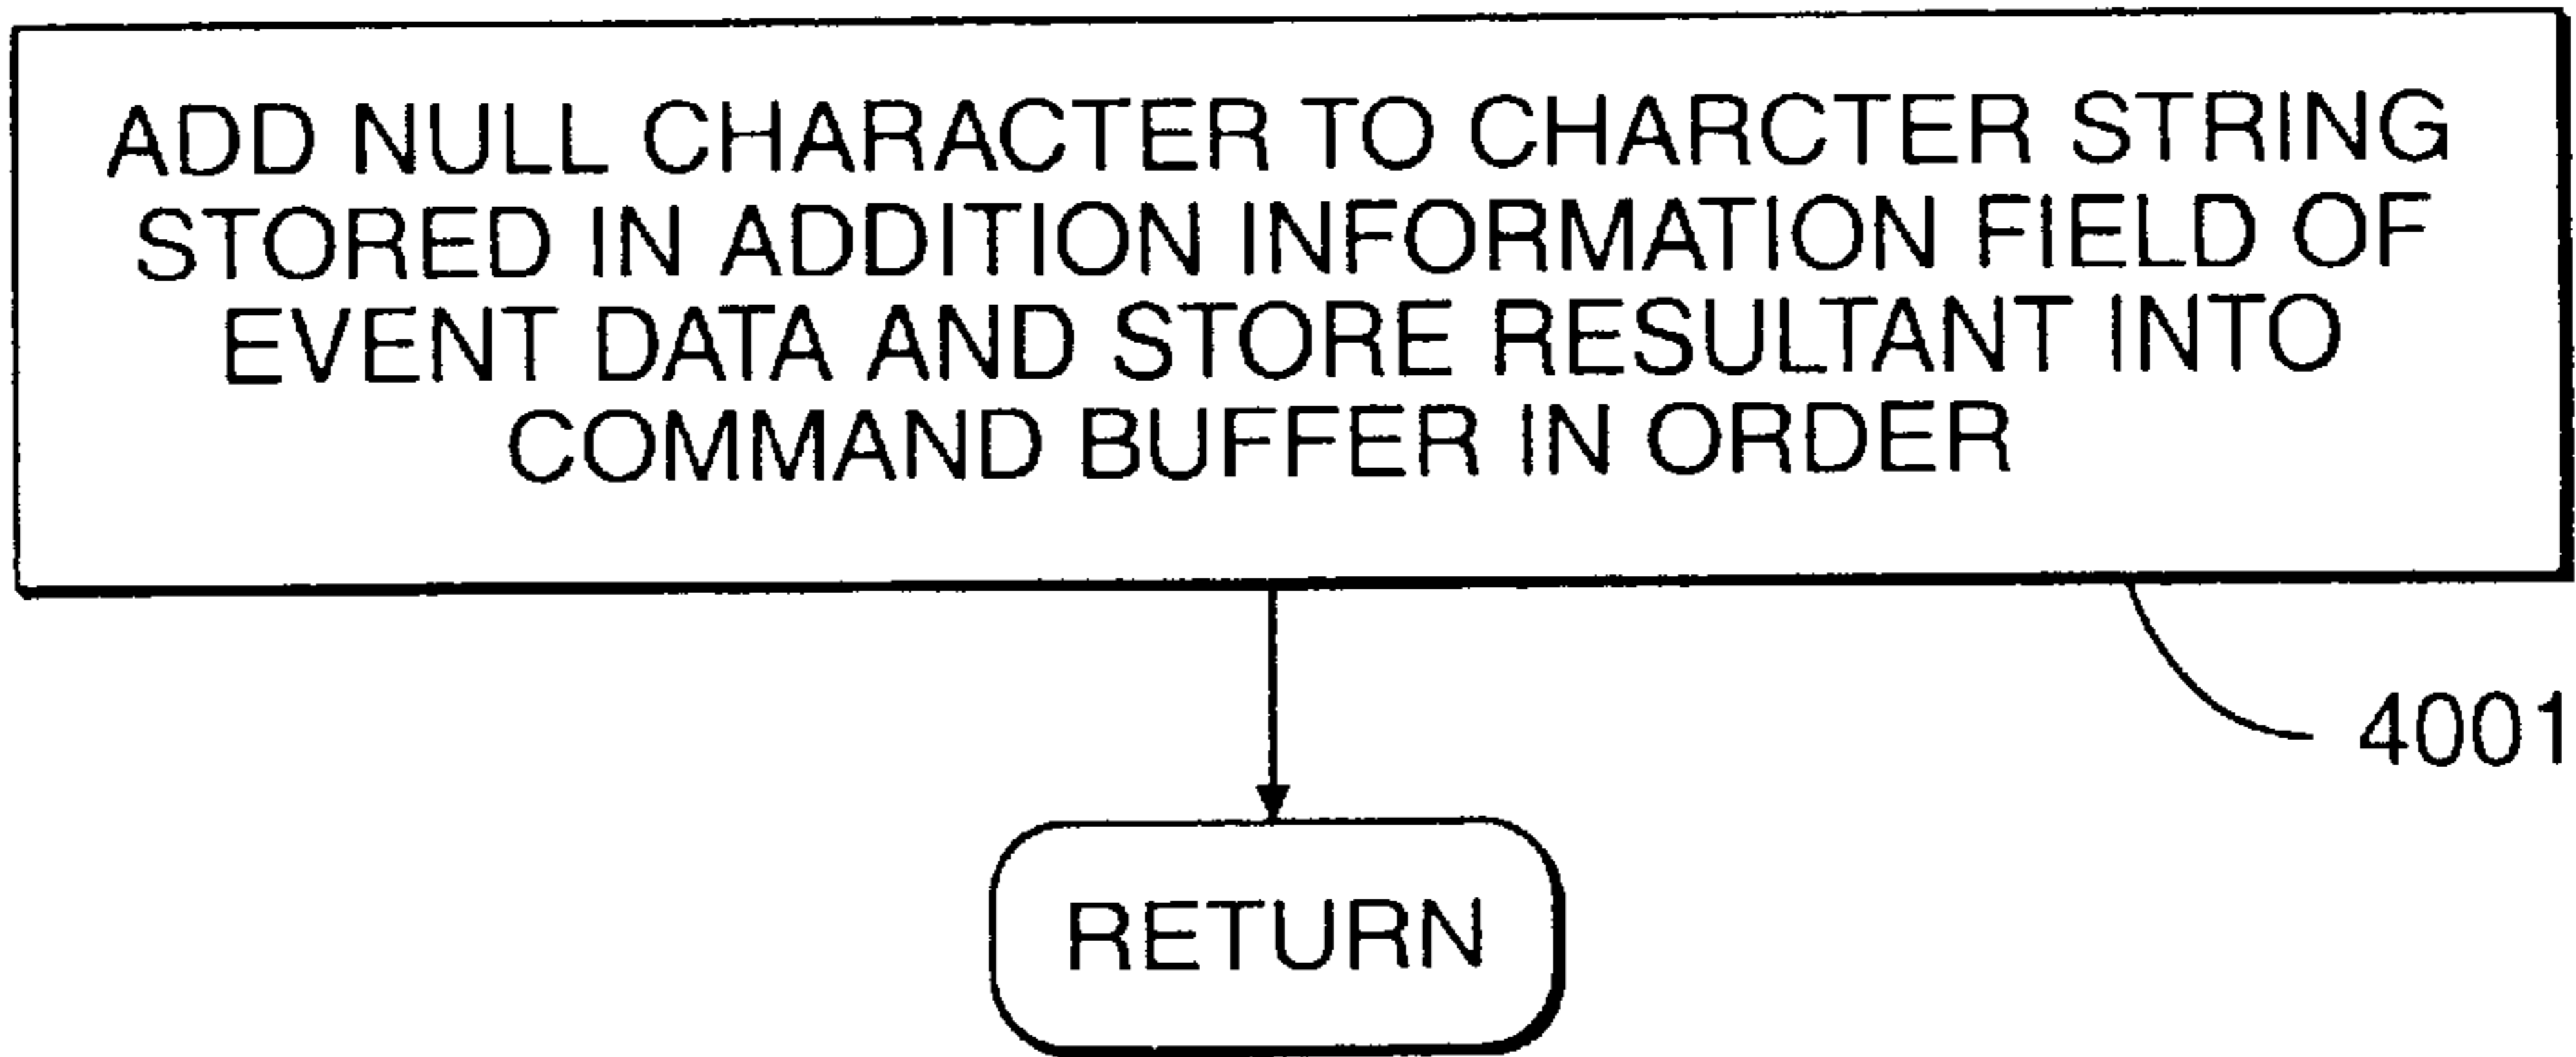 ADD NULL CHARACTER TO CHARCTER STRING
STORED IN ADDITION INFORMATION FIELD OF
EVENT DATA AND STORE RESULTANT INTO
COMMAND BUFFER IN ORDER
4001
RETURN